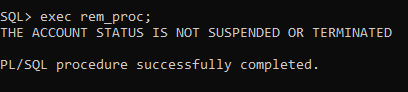 SQL> exec rem_proc;
THE ACCOUNT STATUS IS NOT SUSPENDED OR TERMINATED
PL/SQL procedure successfully completed.